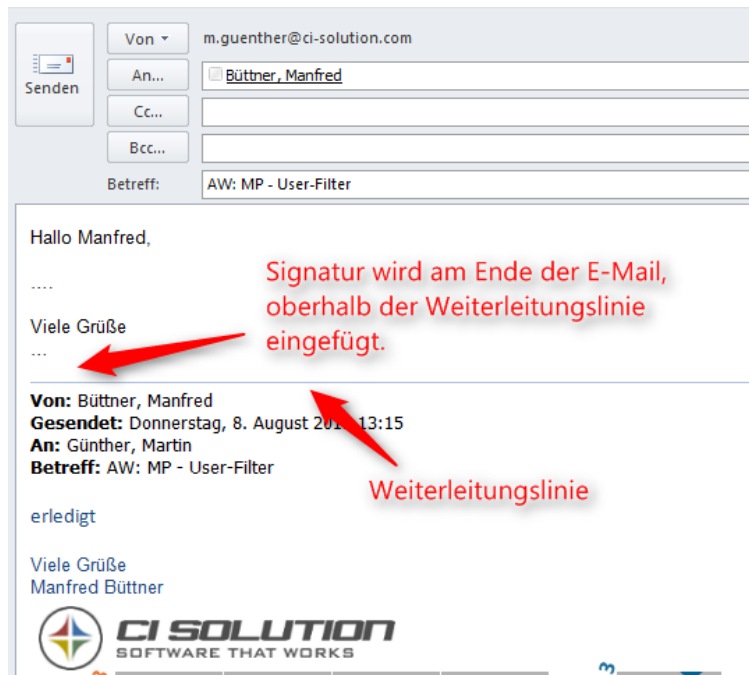 Von
m.guenther@ci-solution.com
Senden
An...
Büttner, Manfred
Cc...
Bcc...
Betreff:
AW: MP - User-Filter
Hallo Manfred,
....
Signatur wird am Ende der E-Mail,
oberhalb der Weiterleitungslinie
eingefügt.
Viele Grüße
...
Von: Büttner, Manfred
Gesendet: Donnerstag, 8. August 13:15
An: Günther, Martin
Betreff: AW: MP - User-Filter
Weiterleitungslinie
erledigt
Viele Grüße
Manfred Büttner
CI SOLUTION
SOFTWARE THAT WORKS